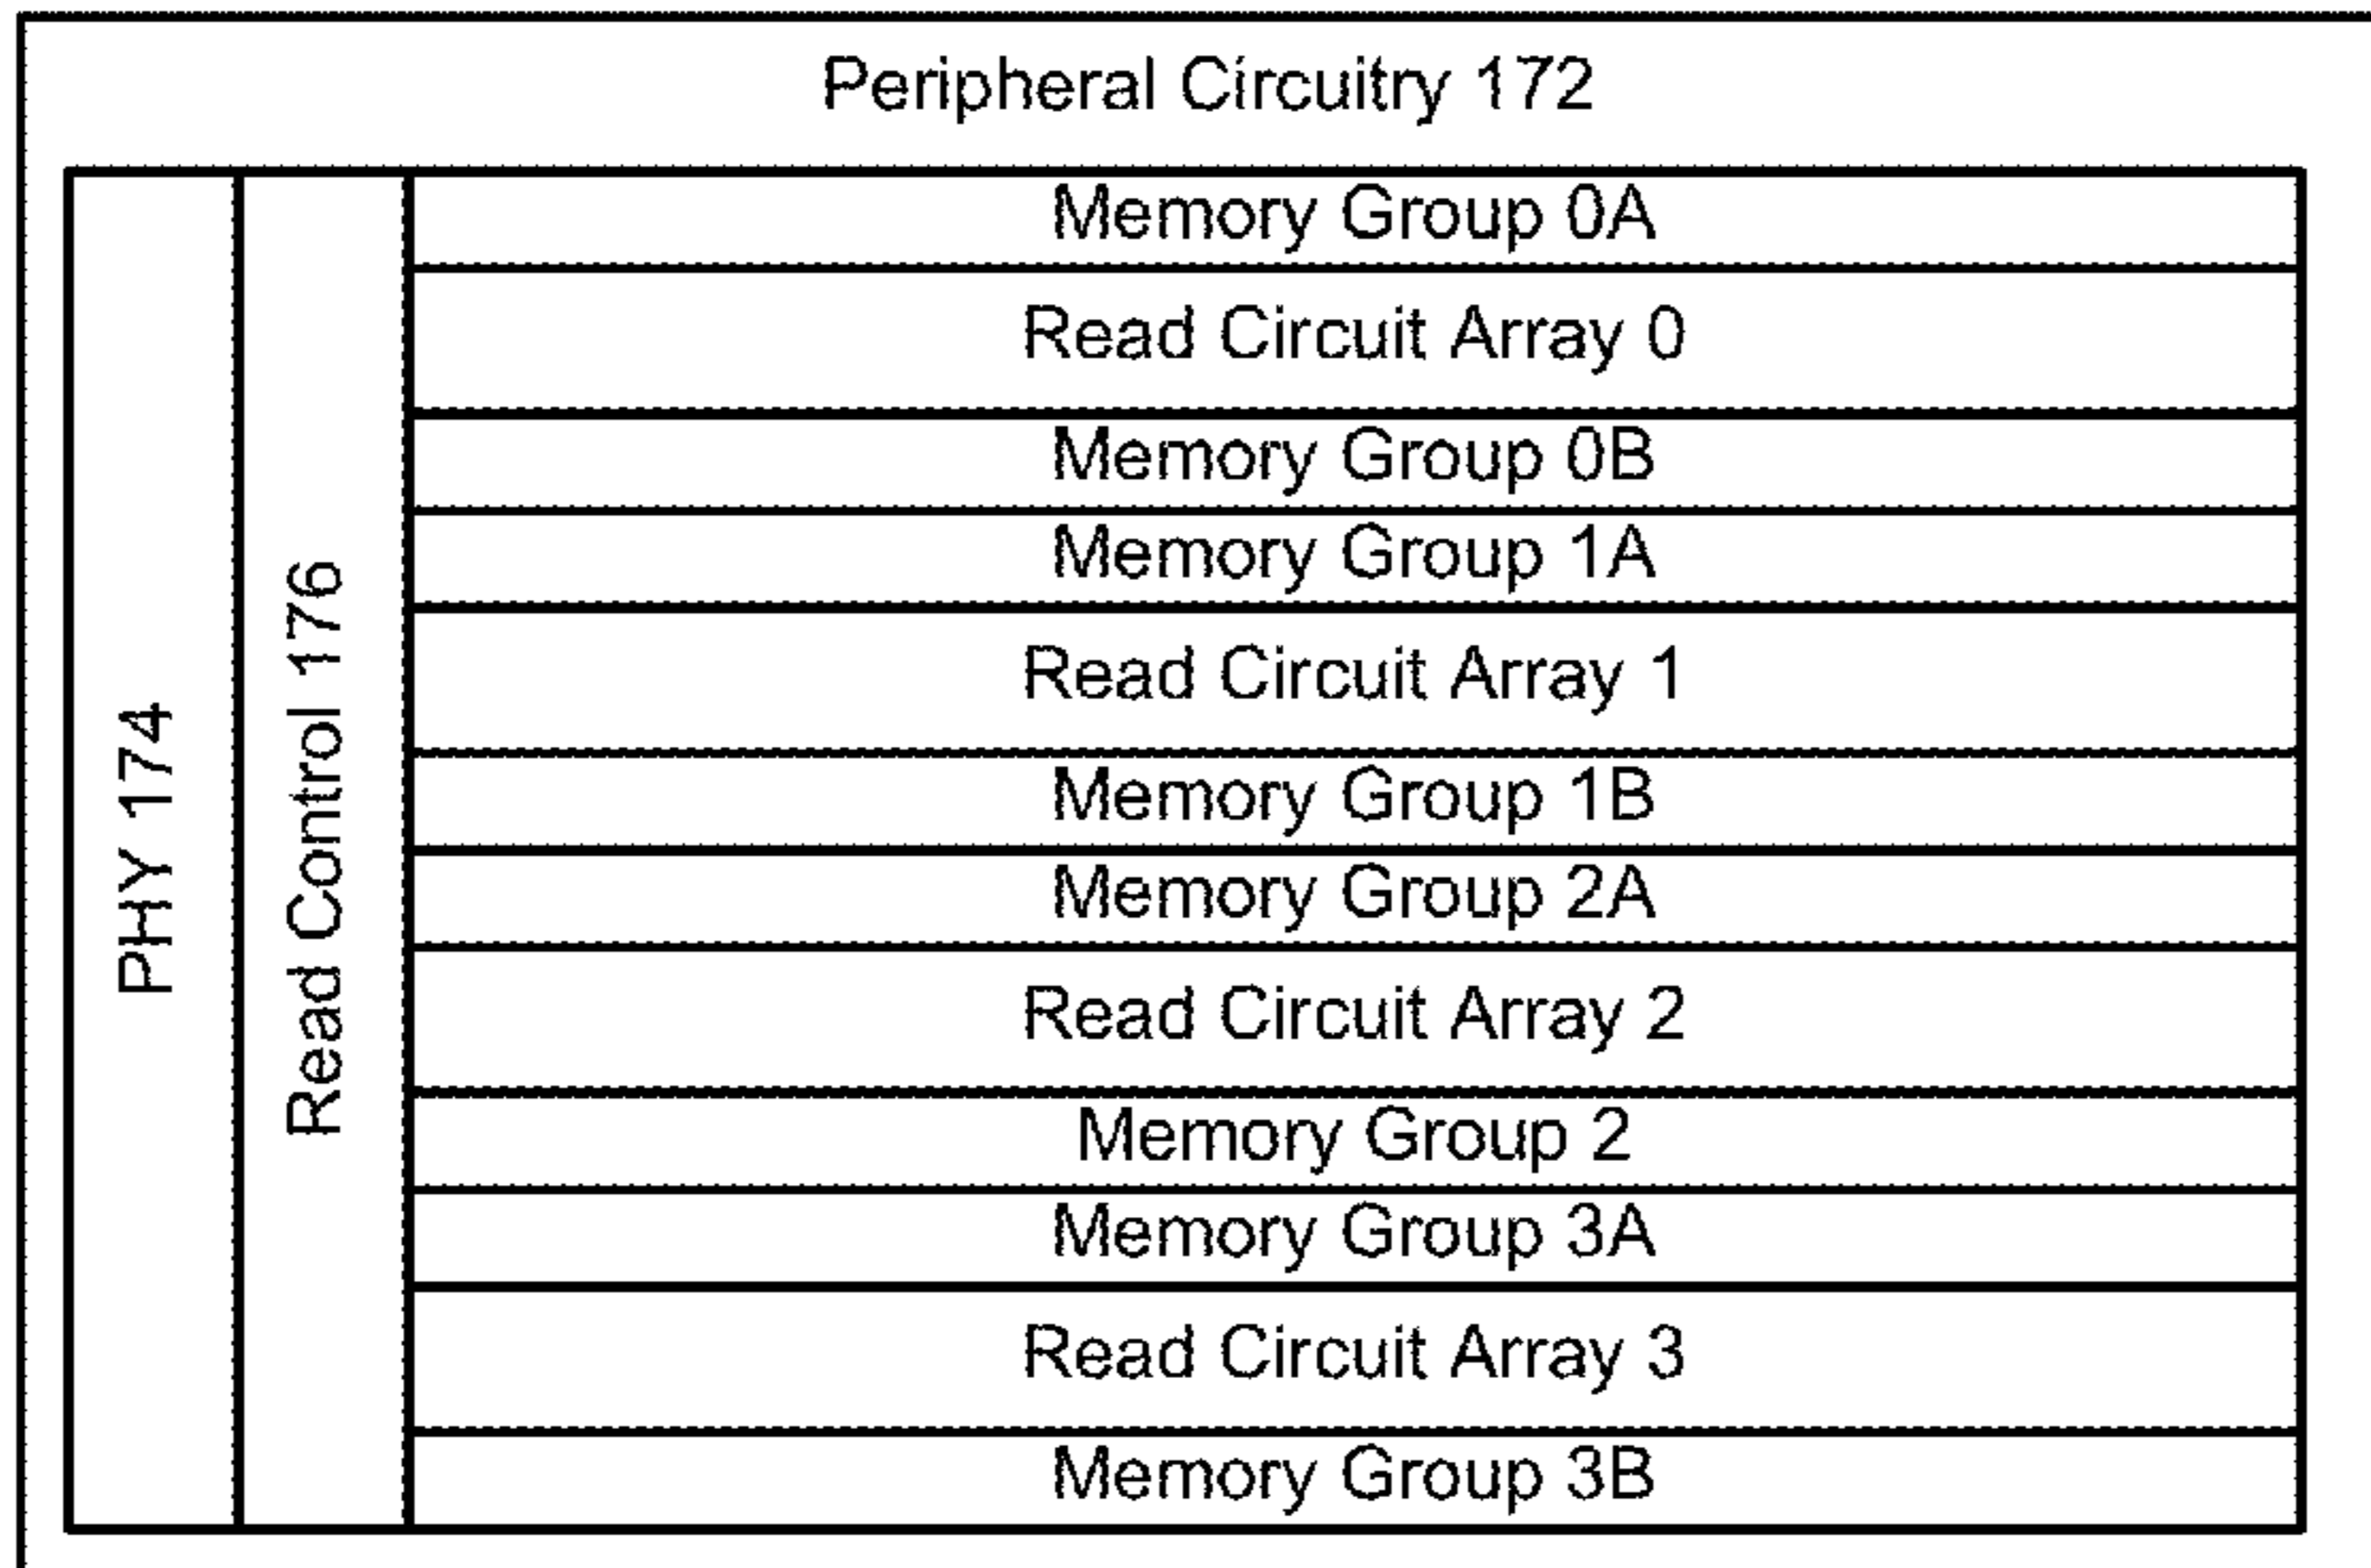 Peripheral Circuitry 172
PHY 174
Read Control 176
Memory Group 0A
Read Circuit Array 0
Memory Group 0B
Memory Group 1A
Read Circuit Array 1
Memory Group 1B
Memory Group 2A
Read Circuit Array 2
Memory Group 2
Memory Group 3A
Read Circuit Array 3
Memory Group 3B